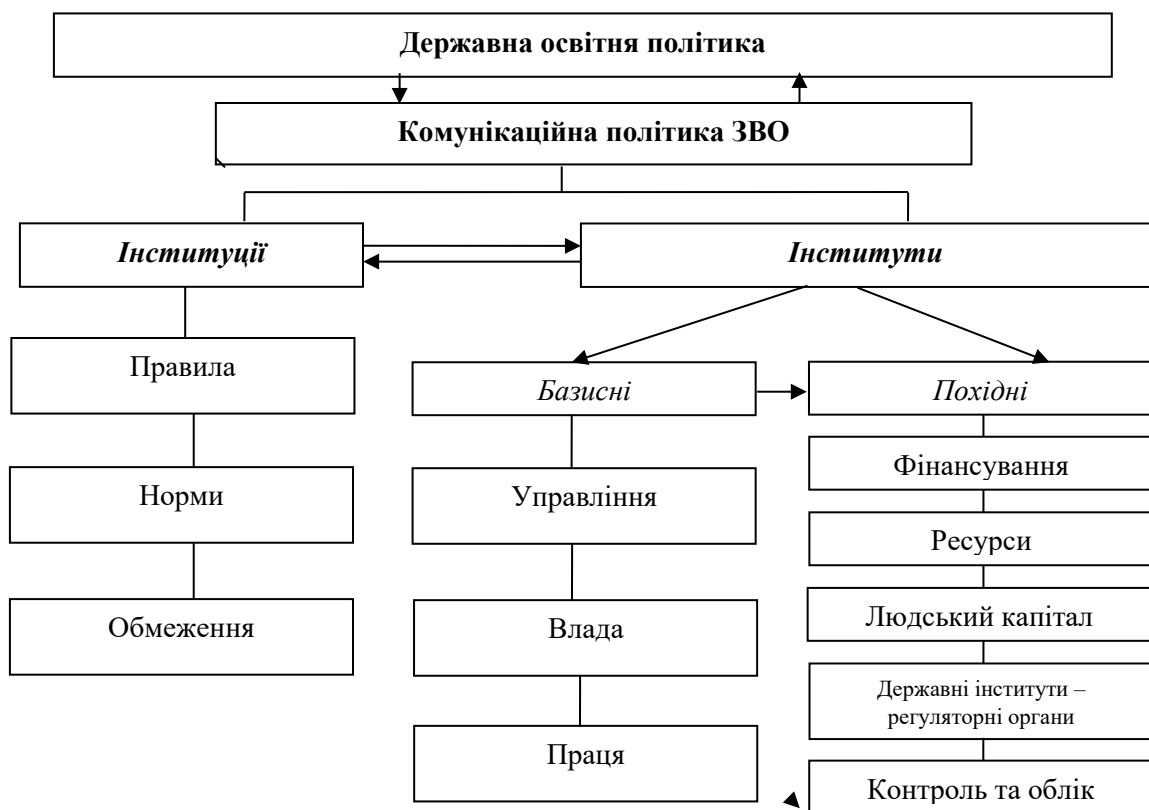 Державна освітня політика
Комунікаційна політика ЗВО
Інституції
Інститути
Правила
Норми
Обмеження
Базисні
Управління
Влада
Праця
Похідні
Фінансування
Ресурси
Людський капітал
Державні інститути –
регуляторні органи
Контроль та облік